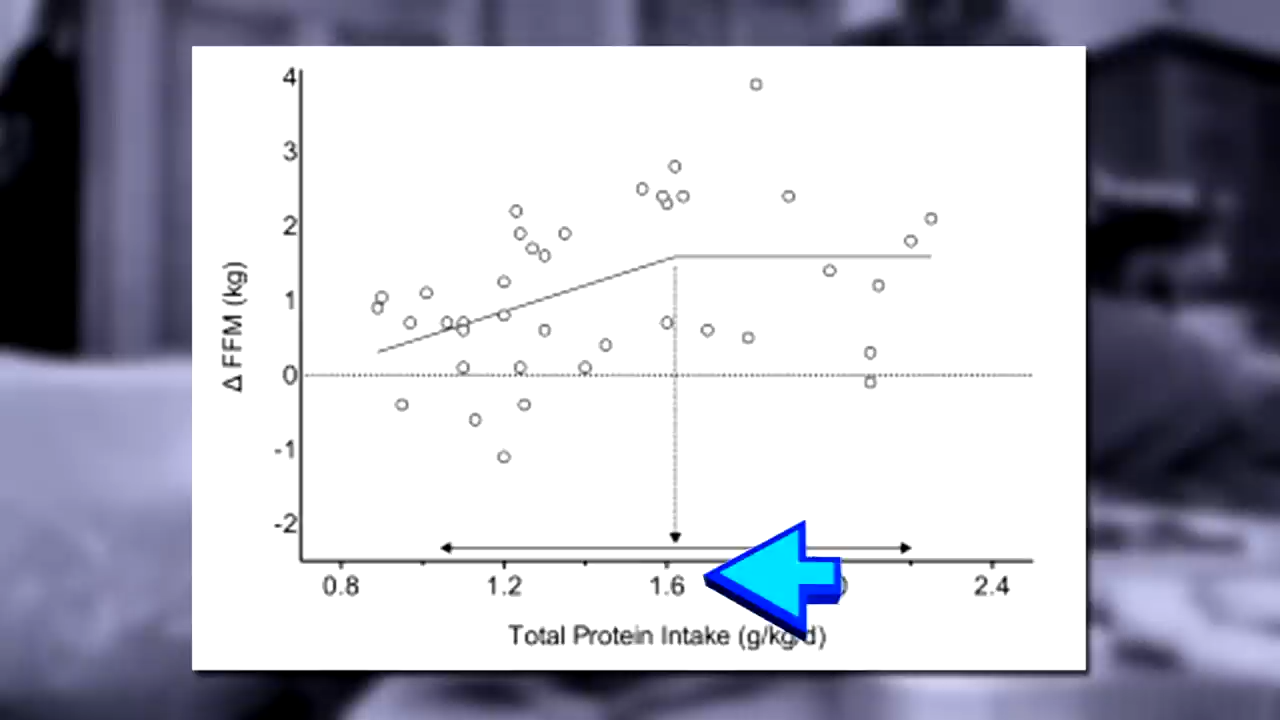 4
3
2
1
0
-1
-2
Δ FFM (kg)
0.8 1.2 1.6 2.4
Total Protein Intake (g/kg/d)